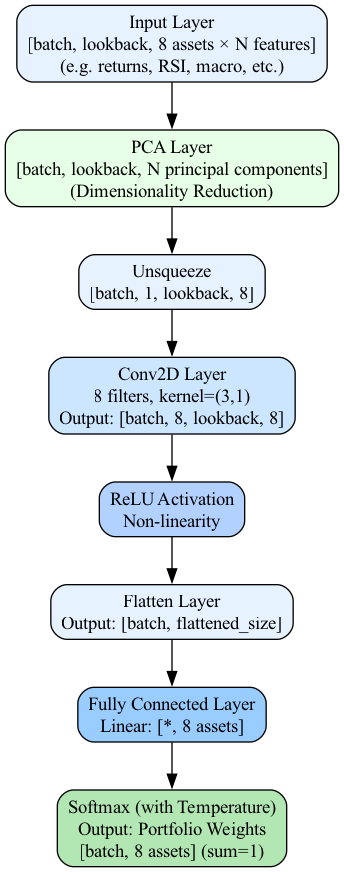 Input Layer
[batch, lookback, 8 assets × N features]
(e.g. returns, RSI, macro, etc.)
PCA Layer
[batch, lookback, N principal components]
(Dimensionality Reduction)
Unsqueeze
[batch, 1, lookback, 8]
Conv2D Layer
8 filters, kernel=(3,1)
Output: [batch, 8, lookback, 8]
ReLU Activation
Non-linearity
Flatten Layer
Output: [batch, flattened_size]
Fully Connected Layer
Linear: [*, 8 assets]
Softmax (with Temperature)
Output: Portfolio Weights
[batch, 8 assets] (sum=1)